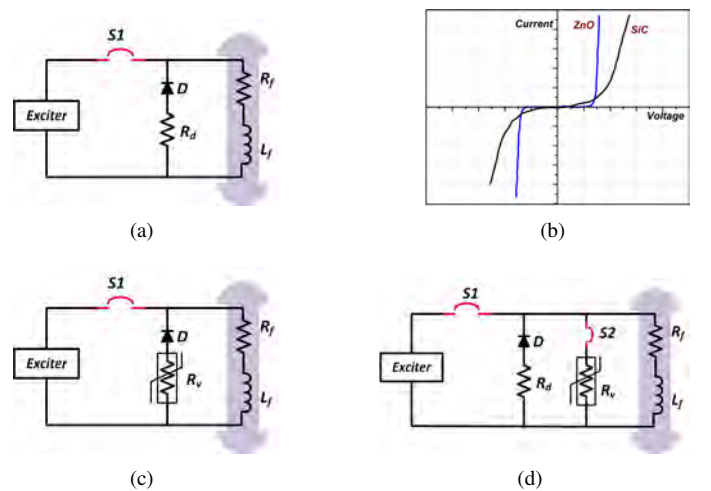 S1
Exciter
D
Rd
Rf
Lf
(a)
Current
ZnO
SiC
Voltage
(b)
S1
Exciter
D
Rv
Rf
Lf
(c)
S1
Exciter
D
Rd
S2
Rv
Rf
Lf
(d)